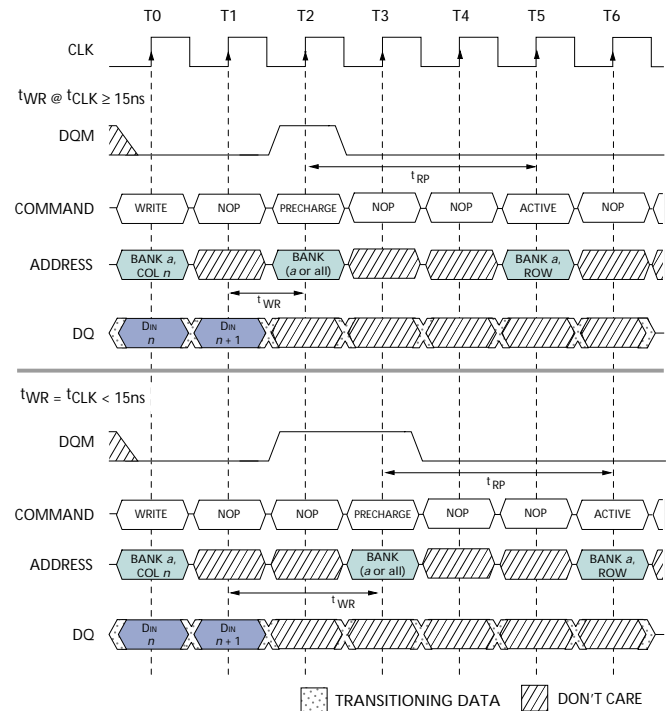 T0 T1 T2 T3 T4 T5 T6
CLK
tWR @ tCLK ≥ 15ns
DQM
tRP
COMMAND WRITE NOP PRECHARGE NOP NOP ACTIVE NOP
ADDRESS BANK a, COL n BANK (a or all) BANK a, ROW
tWR
DQ DIN n DIN n + 1
tWR = tCLK < 15ns
DQM
tRP
COMMAND WRITE NOP NOP PRECHARGE NOP NOP ACTIVE
ADDRESS BANK a, COL n BANK (a or all) BANK a, ROW
tWR
DQ DIN n DIN n + 1
TRANSITIONING DATA DON'T CARE